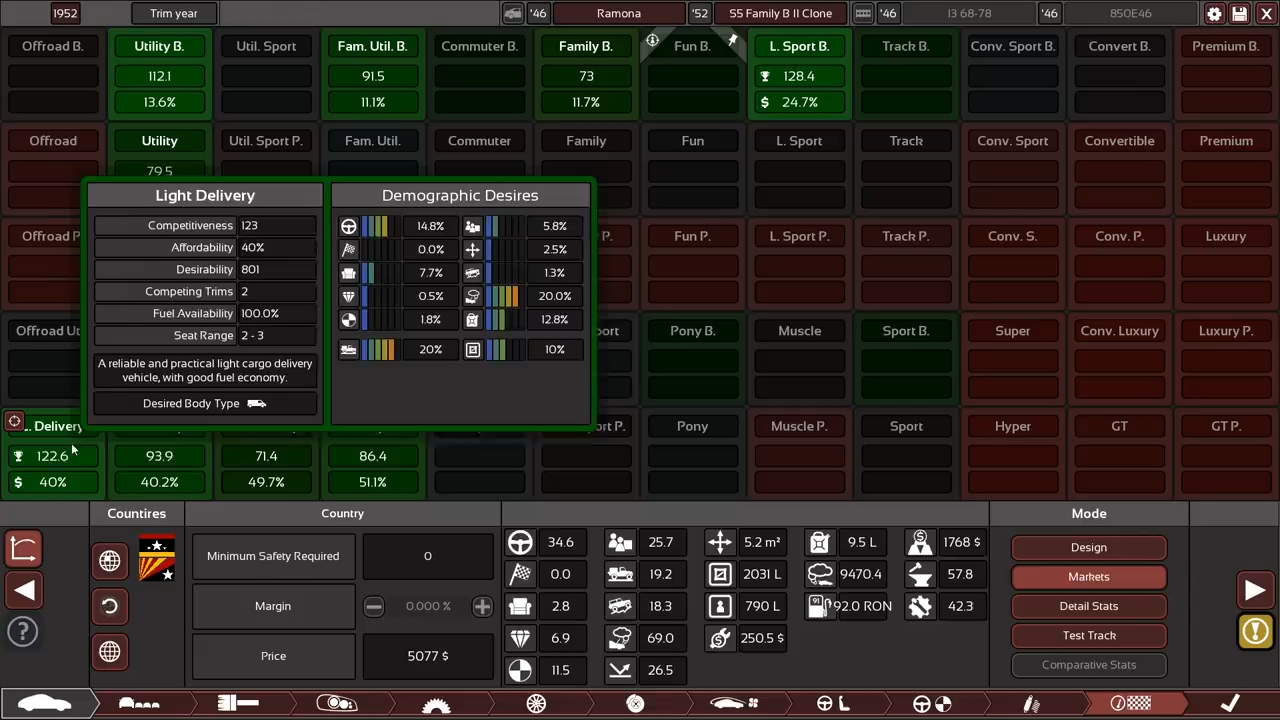 1952
Trim year
'46
Ramona
'52
S5 Family B II Clone
'46
13 68-78
'46
850E46
Offroad B.
Utility B.
Util. Sport
Fam. Util. B.
Commuter B.
Family B.
Fun B.
L. Sport B.
Track B.
Conv. Sport B.
Convert B.
Premium B.
112.1
91.5
73
128.4
13.6%
11.1%
11.7%
$ 24.7%
Offroad
Utility
Util. Sport P.
Fam. Util.
Commuter
Family
Fun
L. Sport
Track
Conv. Sport
Convertible
Premium
79.5
Light Delivery
Demographic Desires
Competitiveness 123
Affordability 40%
Desirability 801
Competing Trims 2
Fuel Availability 100.0%
Seat Range 2 - 3
A reliable and practical light cargo delivery
vehicle, with good fuel economy.
Desired Body Type
14.8%
5.8%
0.0%
2.5%
7.7%
1.3%
0.5%
20.0%
1.8%
12.8%
20%
10%
Offroad P
P.
Fun P.
L. Sport P.
Track P.
Conv. S.
Conv. P.
Luxury
Offroad Ut
ort
Pony B.
Muscle
Sport B.
Super
Conv. Luxury
Luxury P.
. Delivery
ort P.
Pony
Muscle P.
Sport
Hyper
GT
GT P.
122.6
93.9
71.4
86.4
$ 40%
40.2%
49.7%
51.1%
Countires
Country
Mode
Minimum Safety Required
0
Margin
0.000 %
Price
5077 $
34.6
25.7
5.2 m²
9.5 L
1768 $
0.0
19.2
2031 L
9470.4
57.8
2.8
18.3
790 L
91
92.0 RON
42.3
6.9
69.0
250.5 $
11.5
26.5
Design
Markets
Detail Stats
Test Track
Comparative Stats